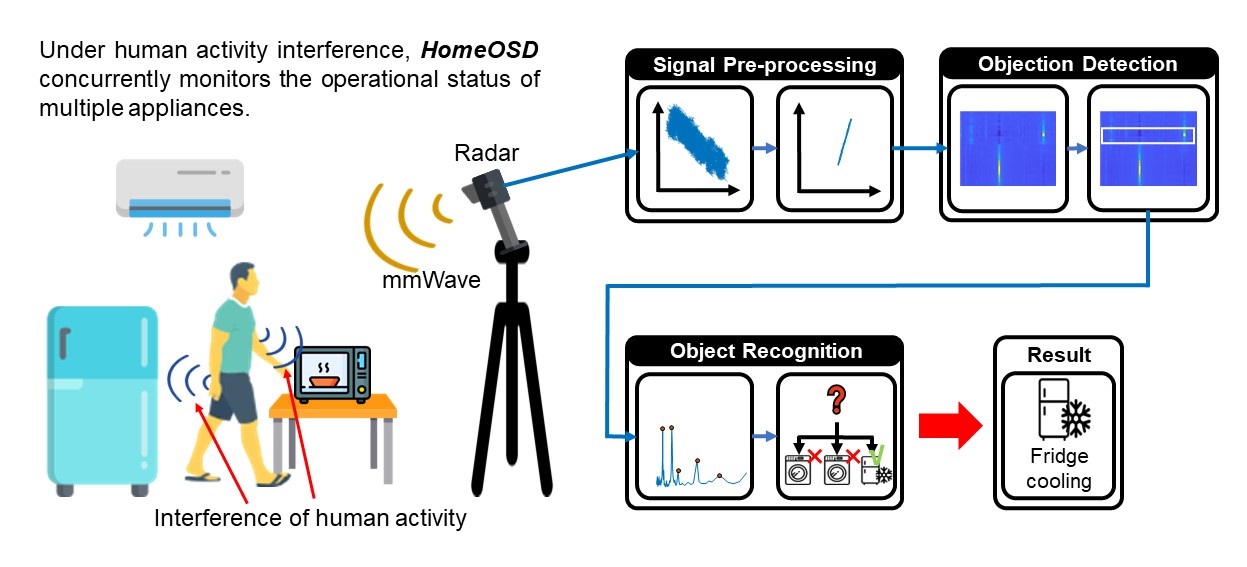 Under human activity interference, HomeOSD
concurrently monitors the operational status of
multiple appliances.
Radar
mmWave
Interference of human activity
Signal Pre-processing
Objection Detection
Object Recognition
?
Result
Fridge
cooling